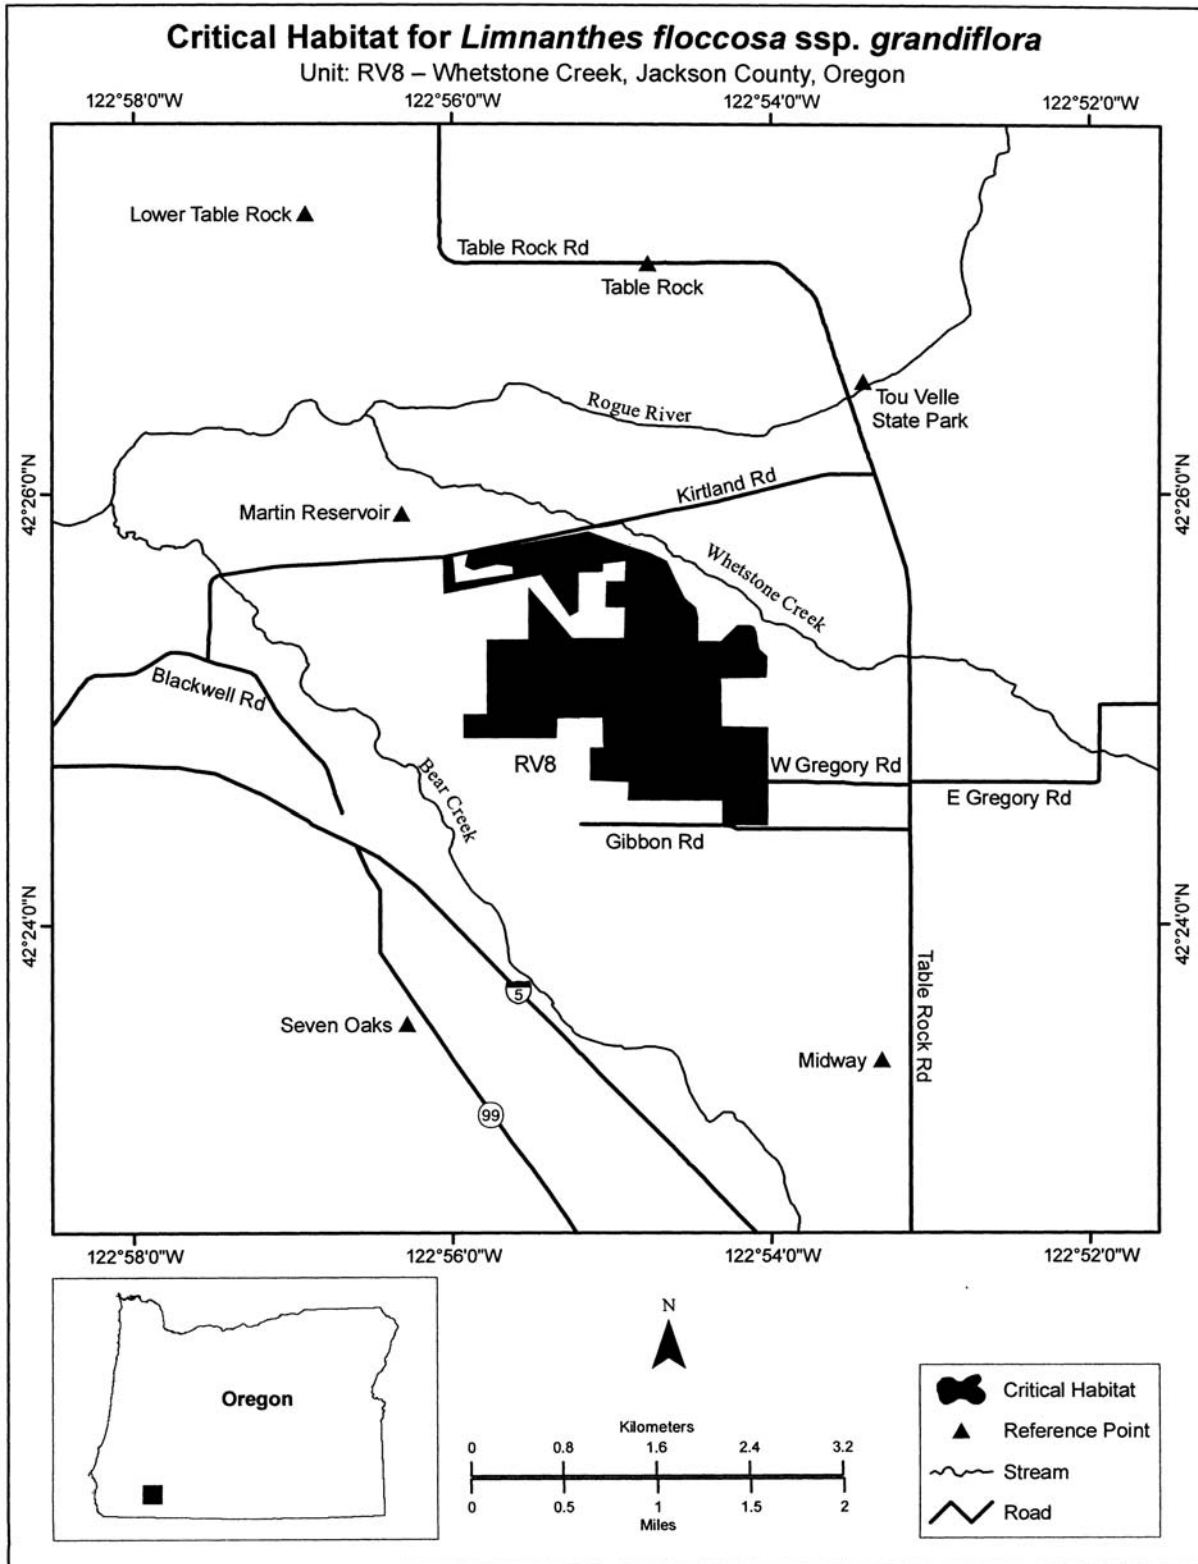 Critical Habitat for Limnanthes floccosa ssp. grandiflora
Unit: RV8 – Whetstone Creek, Jackson County, Oregon
122°58'0"W
122°56'0"W
122°54'0"W
122°52'0"W
Lower Table Rock
Table Rock Rd
Table Rock
Tou Velle
State Park
Rogue River
42°26'0"N
42°26'0"N
Kirtland Rd
Martin Reservoir
Whetstone Creek
Blackwell Rd
Bear Creek
RV8
W Gregory Rd
E Gregory Rd
Gibbon Rd
42°24'0"N
42°24'0"N
Table Rock Rd
5
Seven Oaks
Midway
99
122°58'0"W
122°56'0"W
122°54'0"W
122°52'0"W
Oregon
N
Kilometers
0 0.8 1.6 2.4 3.2
0 0.5 1 1.5 2
Miles
Critical Habitat
Reference Point
Stream
Road